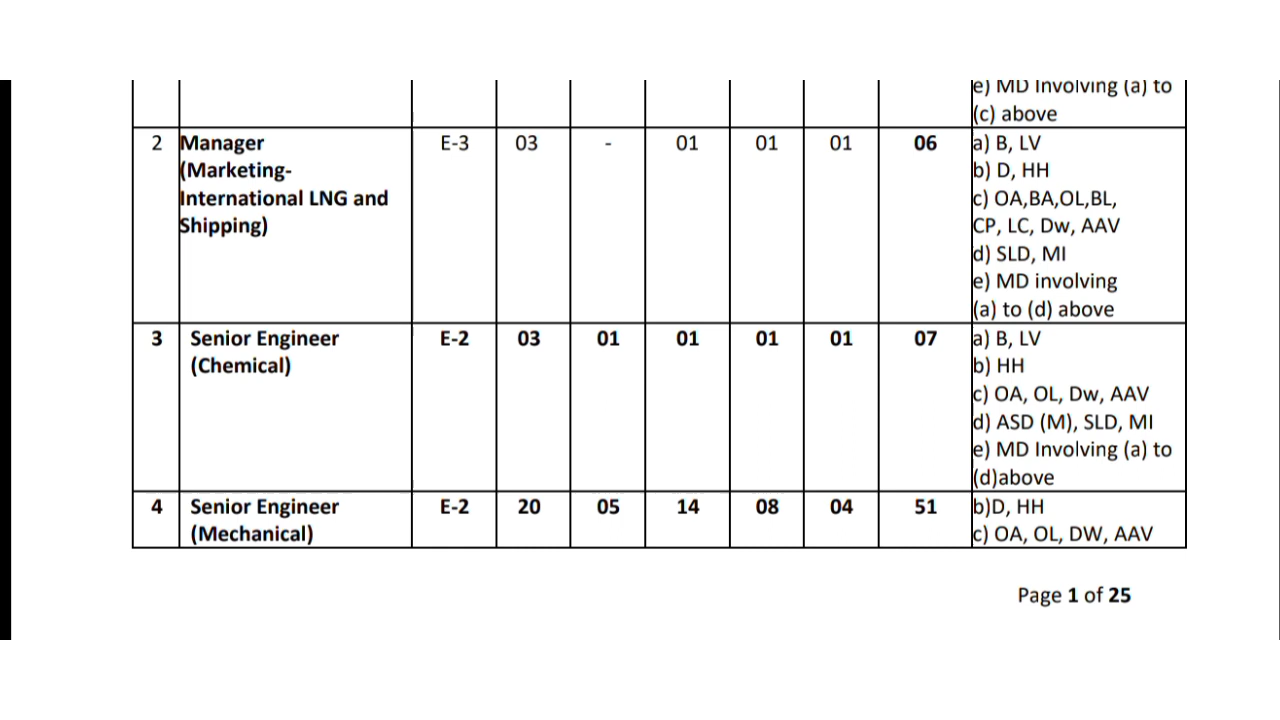 e) MD Involving (a) to
(c) above
2 Manager E-3 03 - 01 01 01 06 a) B, LV
(Marketing- b) D, HH
International LNG and c) OA,BA,OL,BL,
Shipping) CP, LC, Dw, AAV
d) SLD, MI
e) MD involving
(a) to (d) above
3 Senior Engineer E-2 03 01 01 01 01 07 a) B, LV
(Chemical) b) HH
c) OA, OL, Dw, AAV
d) ASD (M), SLD, MI
e) MD Involving (a) to
(d)above
4 Senior Engineer E-2 20 05 14 08 04 51 b)D, HH
(Mechanical) c) OA, OL, DW, AAV
Page 1 of 25